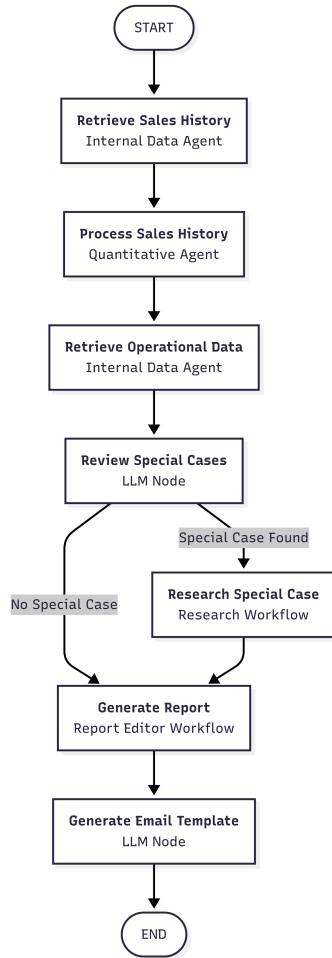 START
Retrieve Sales History
Internal Data Agent
Process Sales History
Quantitative Agent
Retrieve Operational Data
Internal Data Agent
Review Special Cases
LLM Node
Special Case Found
Research Special Case
Research Workflow
No Special Case
Generate Report
Report Editor Workflow
Generate Email Template
LLM Node
END